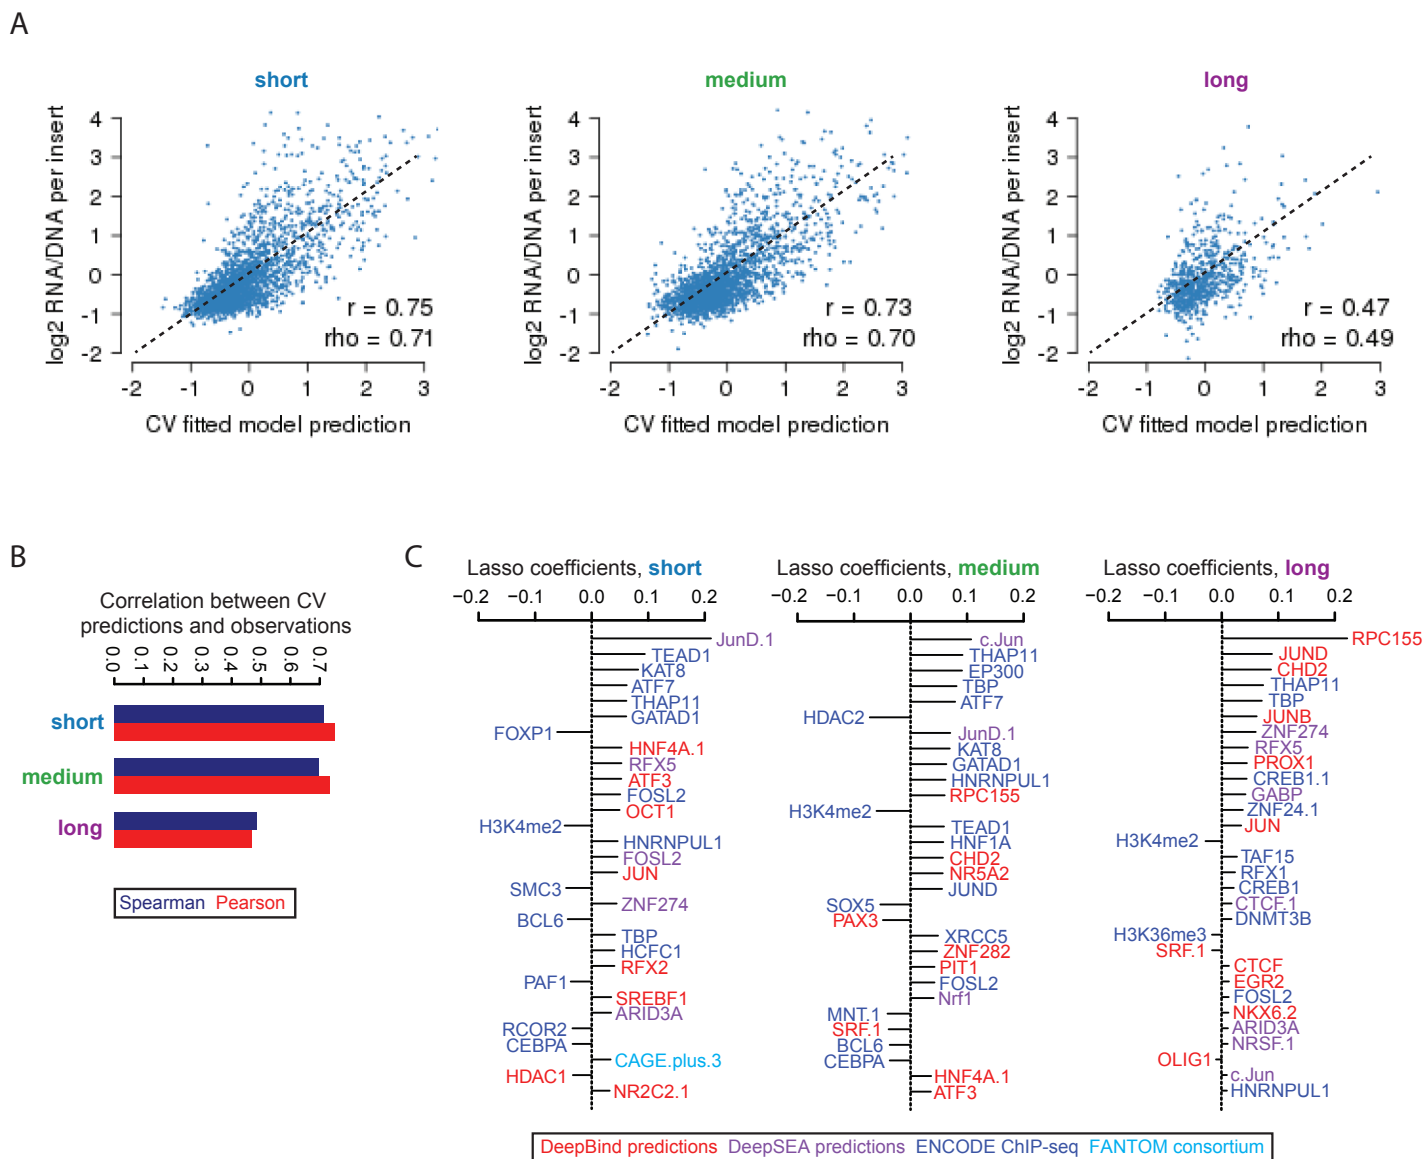 A
short
log2 RNA/DNA per insert
4
3
2
1
0
-1
-2
r = 0.75
rho = 0.71
-2 -1 0 1 2 3
CV fitted model prediction
medium
log2 RNA/DNA per insert
4
3
2
1
0
-1
-2
r = 0.73
rho = 0.70
-2 -1 0 1 2 3
CV fitted model prediction
long
log2 RNA/DNA per insert
4
3
2
1
0
-1
-2
r = 0.47
rho = 0.49
-2 -1 0 1 2 3
CV fitted model prediction
B
Correlation between CV
predictions and observations
0.0 0.1 0.2 0.3 0.4 0.5 0.6 0.7
short
medium
long
Spearman Pearson
C
Lasso coefficients, short
−0.2 −0.1 0.0 0.1 0.2
JunD.1
TEAD1
KAT8
ATF7
THAP11
GATAD1
FOXP1
HNF4A.1
RFX5
ATF3
FOSL2
OCT1
H3K4me2
HNRNPUL1
FOSL2
JUN
SMC3
ZNF274
BCL6
TBP
HCFC1
RFX2
PAF1
SREBF1
ARID3A
RCOR2
CEBPA
CAGE.plus.3
HDAC1
NR2C2.1
Lasso coefficients, medium
−0.2 −0.1 0.0 0.1 0.2
c.Jun
THAP11
EP300
TBP
ATF7
HDAC2
JunD.1
KAT8
GATAD1
HNRNPUL1
RPC155
H3K4me2
TEAD1
HNF1A
CHD2
NR5A2
JUND
SOX5
PAX3
XRCC5
ZNF282
PIT1
FOSL2
Nrf1
MNT.1
SRF.1
BCL6
CEBPA
HNF4A.1
ATF3
Lasso coefficients, long
−0.2 −0.1 0.0 0.1 0.2
RPC155
JUND
CHD2
THAP11
TBP
JUNB
ZNF274
RFX5
PROX1
CREB1.1
GABP
ZNF24.1
JUN
H3K4me2
TAF15
RFX1
CREB1
CTCF.1
DNMT3B
H3K36me3
SRF.1
CTCF
EGR2
FOSL2
NKX6.2
ARID3A
NRSF.1
OLIG1
c.Jun
HNRNPUL1
DeepBind predictions DeepSEA predictions ENCODE ChIP-seq FANTOM consortium